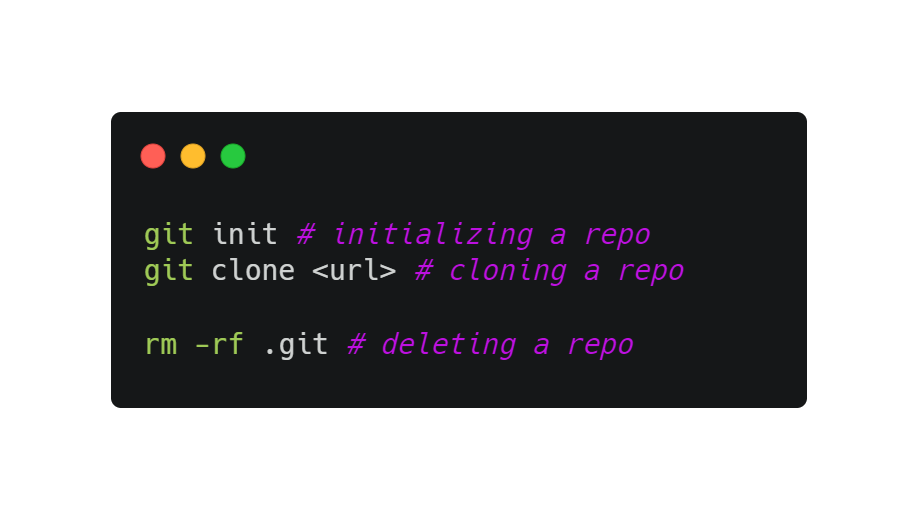 git init # initializing a repo
git clone <url> # cloning a repo
rm -rf .git # deleting a repo